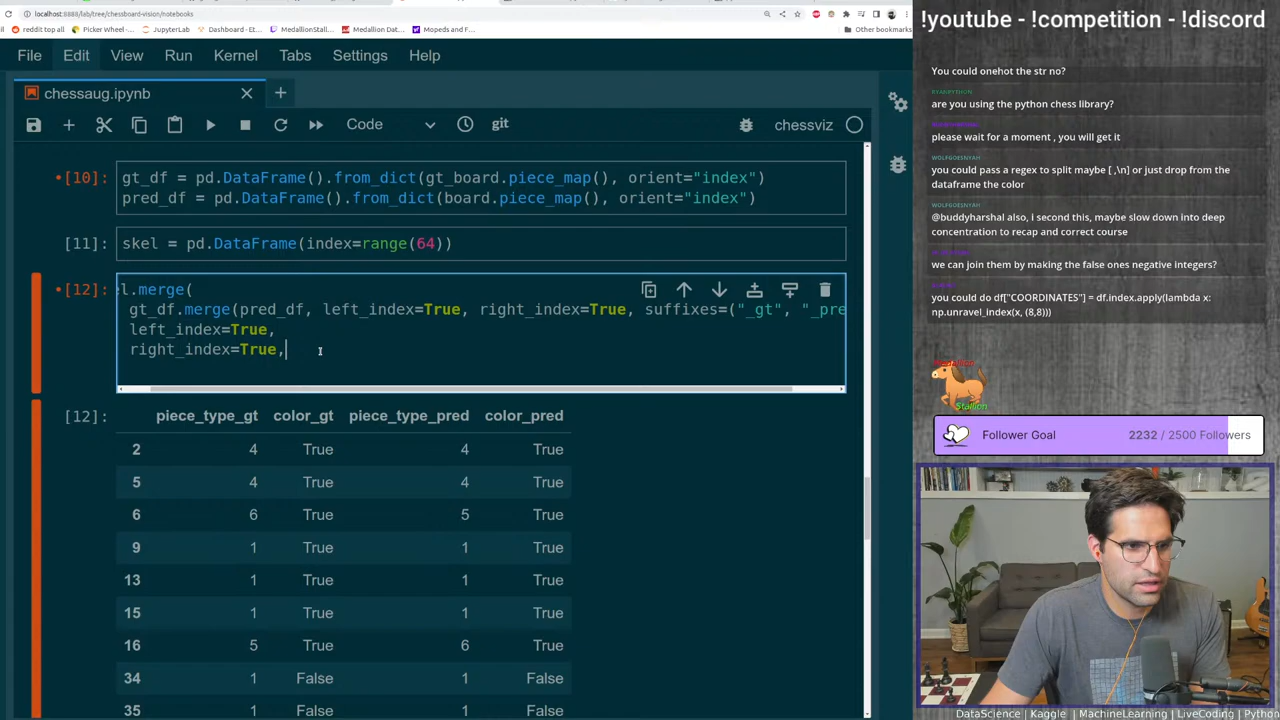 localhost:8888/lab/tree/chessboard-vision/notebooks
reddit top all
Picker Wheel -
JupyterLab
Dashboard - Et...
MedallionStall...
Medallion Dat...
Mopeds and F...
Other bookmarks
File
Edit
View
Run
Kernel
Tabs
Settings
Help
chessaug.ipynb
Code
git
chessviz
[10]:
gt_df = pd.DataFrame().from_dict(gt_board.piece_map(), orient="index")
pred_df = pd.DataFrame().from_dict(board.piece_map(), orient="index")
[11]:
skel = pd.DataFrame(index=range(64))
[12]:
l.merge(
gt_df.merge(pred_df, left_index=True, right_index=True, suffixes=("_gt", "_pre
left_index=True,
right_index=True,
[12]:
piece_type_gt color_gt piece_type_pred color_pred
2 4 True 4 True
5 4 True 4 True
6 6 True 5 True
9 1 True 1 True
13 1 True 1 True
15 1 True 1 True
16 5 True 6 True
34 1 False 1 False
35 1 False 1 False
!youtube - !competition - !discord
You could onehot the str no?
are you using the python chess library?
please wait for a moment , you will get it
WOLFGOESNYAH
you could pass a regex to split maybe [ ,\n] or just drop from the
dataframe the color
WOLFGOESNYAH
@buddyharshal also, i second this, maybe slow down into deep
concentration to recap and correct course
we can join them by making the false ones negative integers?
you could do df["COORDINATES"] = df.index.apply(lambda x:
np.unravel_index(x, (8,8)))
Medallion
Stallion
Follower Goal
2232 / 2500 Followers
DataScience | Kaggle | MachineLearning | LiveCoding | Python